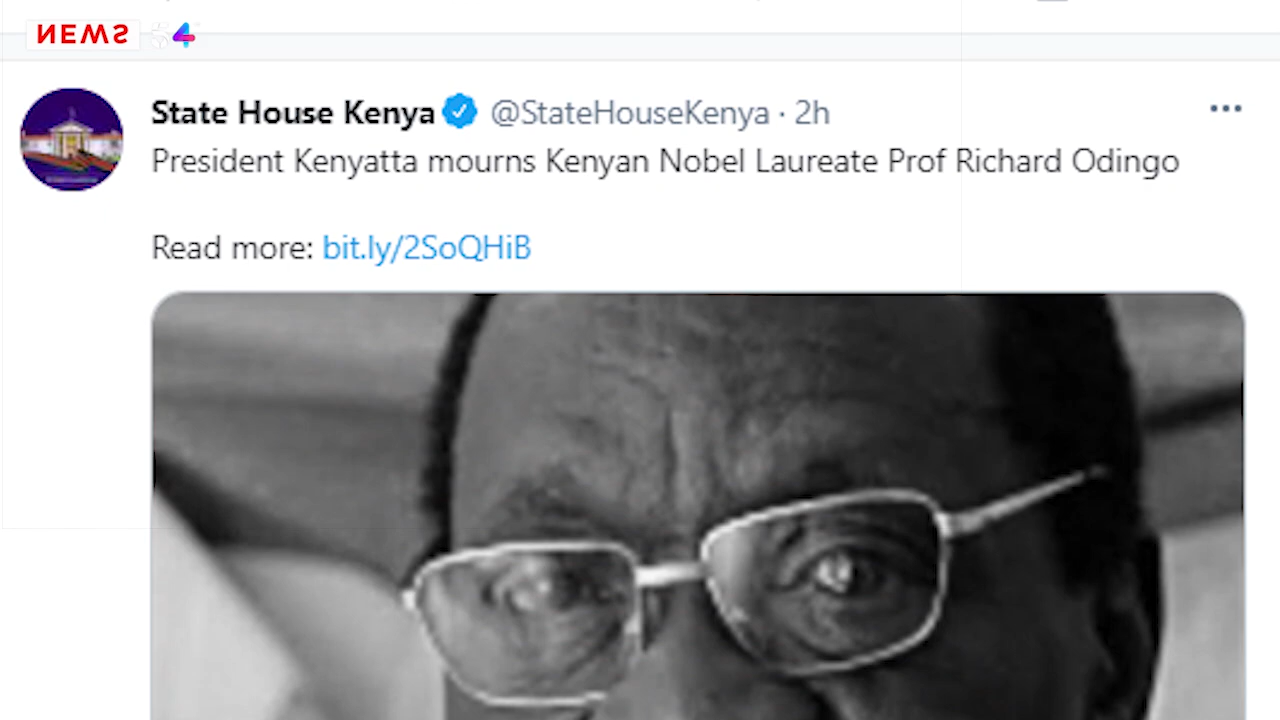 NEWS 54
State House Kenya @StateHouseKenya · 2h
President Kenyatta mourns Kenyan Nobel Laureate Prof Richard Odingo
Read more: bit.ly/2SoQHiB